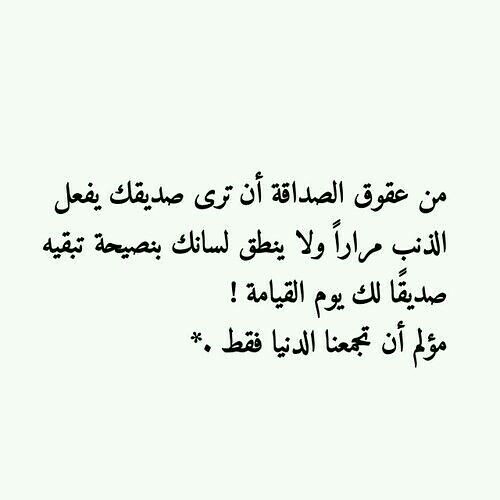 من عقوق الصداقة أن ترى صديقك يفعل
الذنب مراراً ولا ينطق لسانك بنصيحة تبقيه
صديقًا لك يوم القيامة !
مؤلم أن تجمعنا الدنيا فقط .*